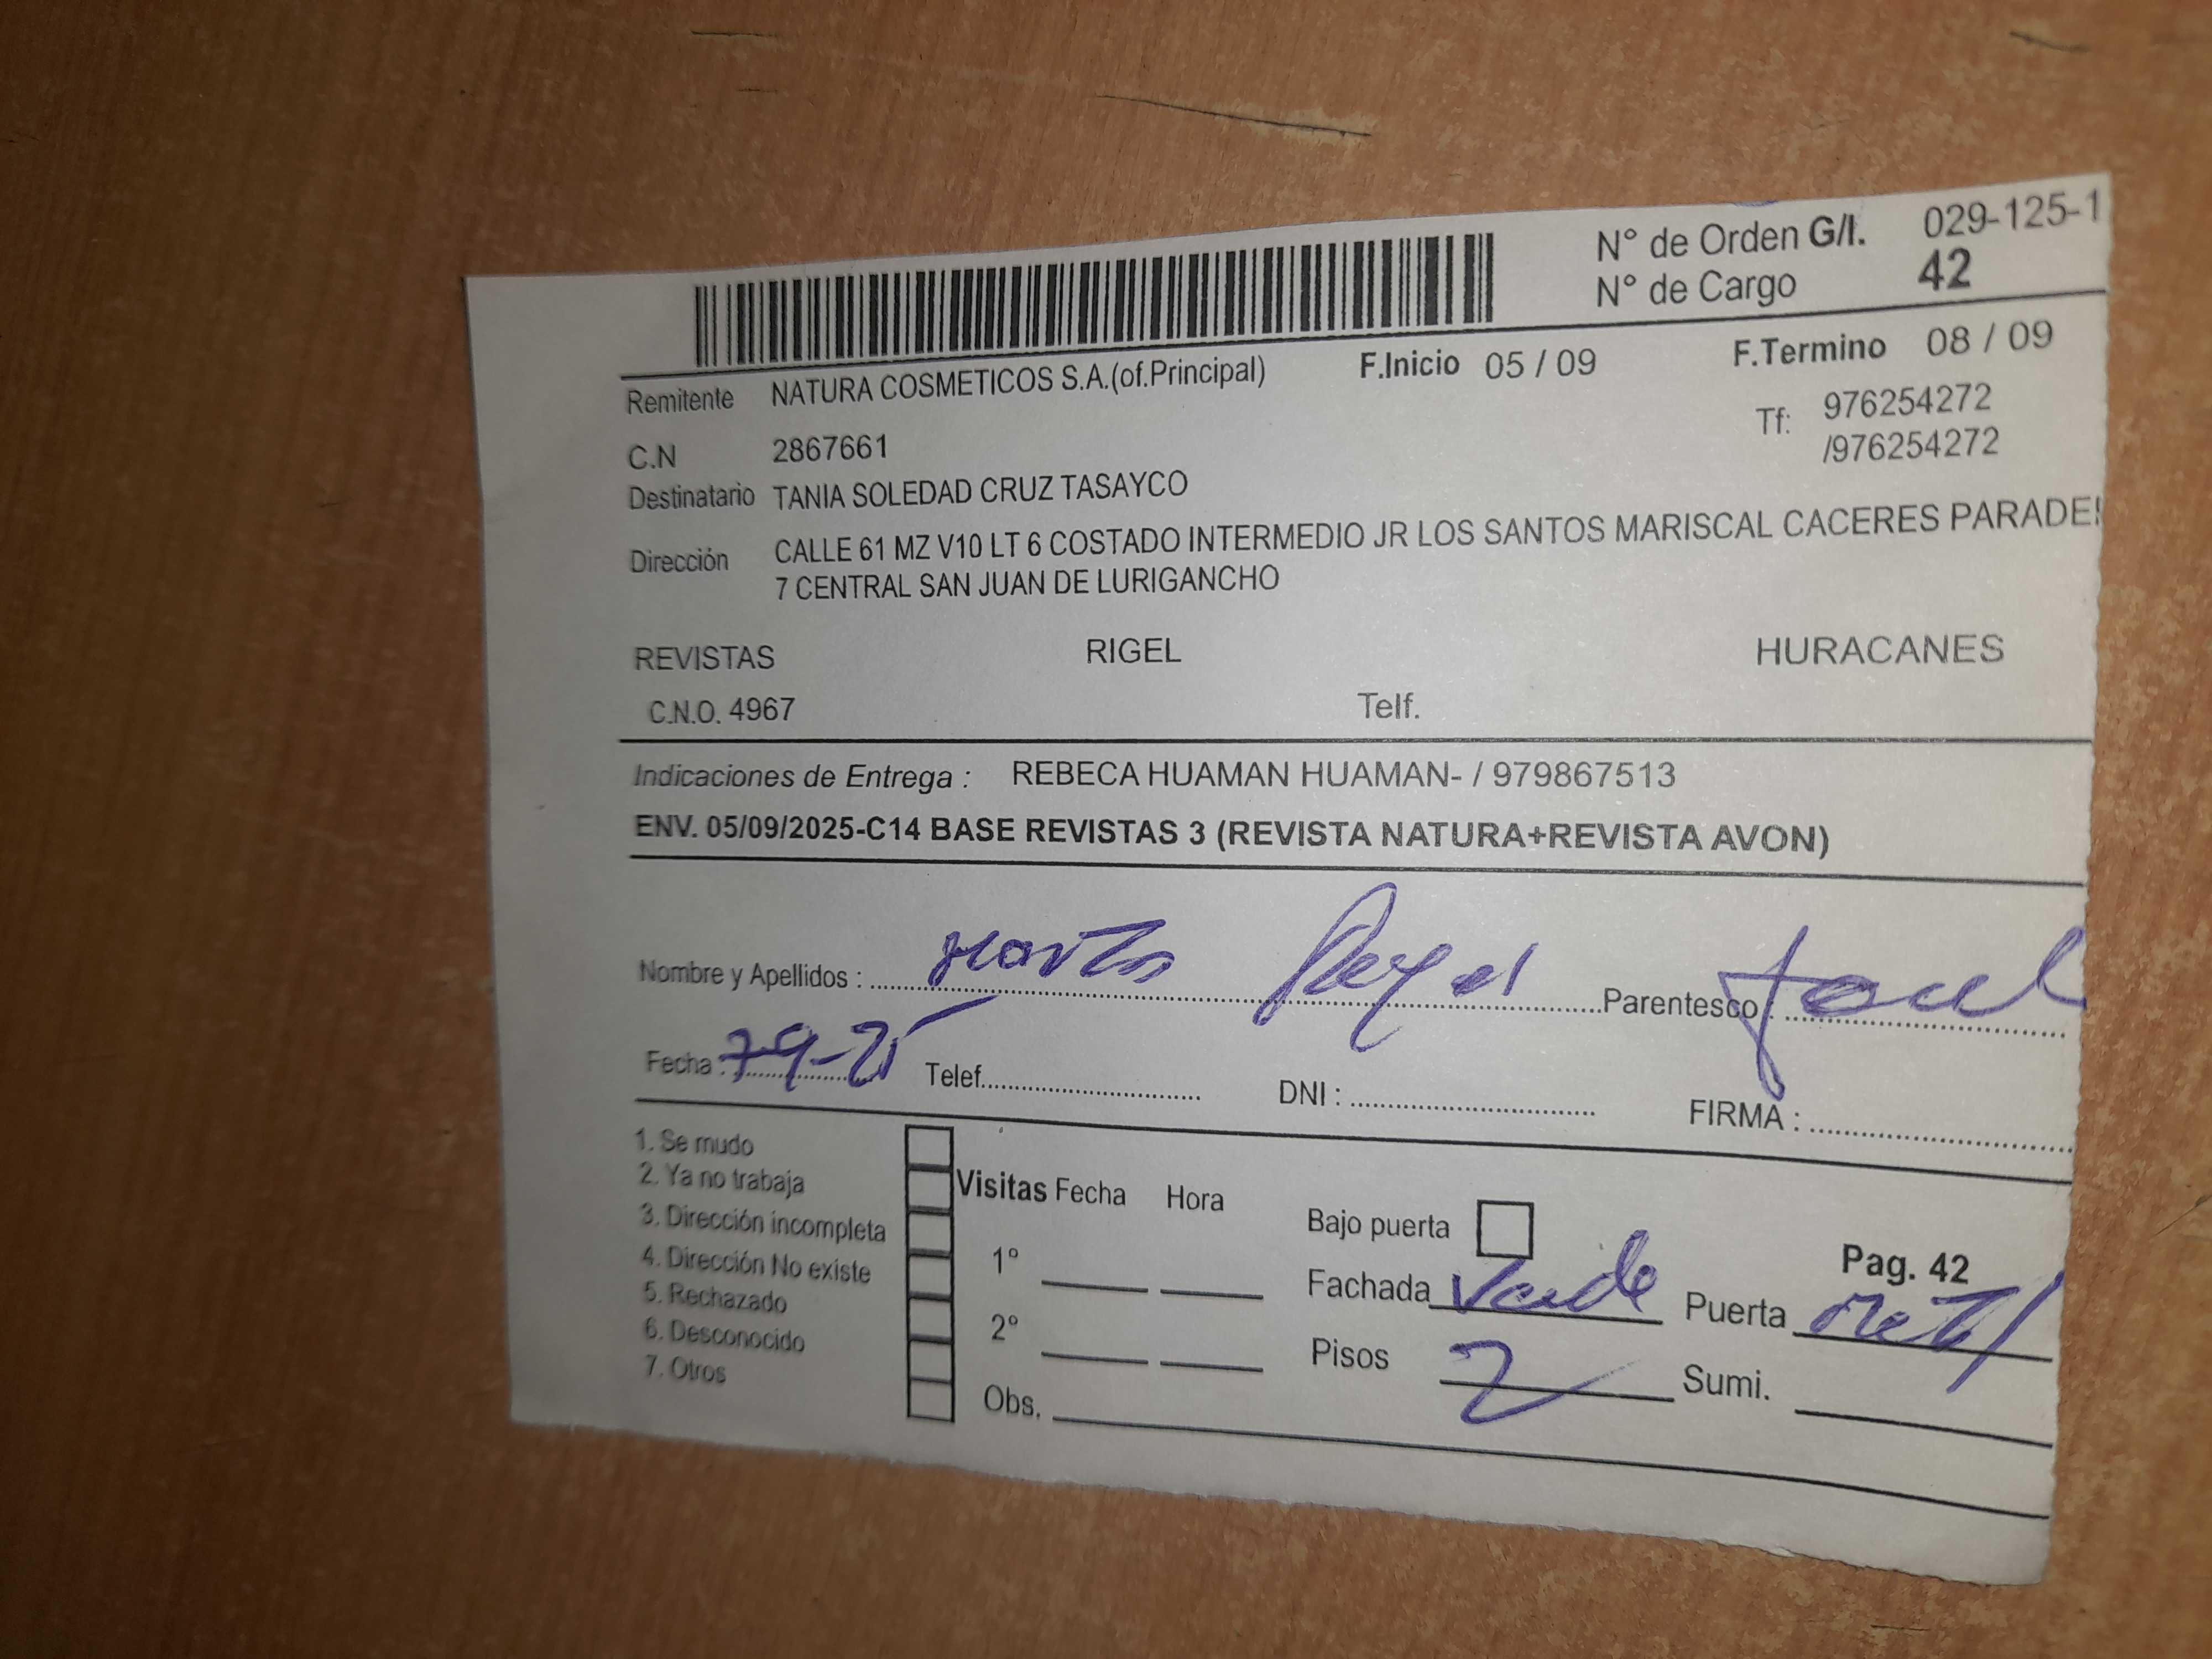 N° de Orden G/I. 029-125-1
N° de Cargo 42
Remitente NATURA COSMETICOS S.A.(of.Principal) F.Inicio 05 / 09 F.Termino 08 / 09
C.N 2867661 Tf: 976254272
/976254272
Destinatario TANIA SOLEDAD CRUZ TASAYCO
Dirección CALLE 61 MZ V10 LT 6 COSTADO INTERMEDIO JR LOS SANTOS MARISCAL CACERES PARADE
7 CENTRAL SAN JUAN DE LURIGANCHO
REVISTAS RIGEL HURACANES
C.N.O. 4967 Telf.
Indicaciones de Entrega : REBECA HUAMAN HUAMAN- / 979867513
ENV. 05/09/2025-C14 BASE REVISTAS 3 (REVISTA NATURA+REVISTA AVON)
Nombre y Apellidos : Parentesco :
Fecha : 7-9-25 Telef. DNI : FIRMA :
1. Se mudo
2. Ya no trabaja
3. Dirección incompleta
4. Dirección No existe
5. Rechazado
6. Desconocido
7. Otros
Visitas Fecha Hora
1°
2°
Obs.
Bajo puerta
Pag. 42
Fachada Verde Puerta metal
Pisos 2 Sumi.